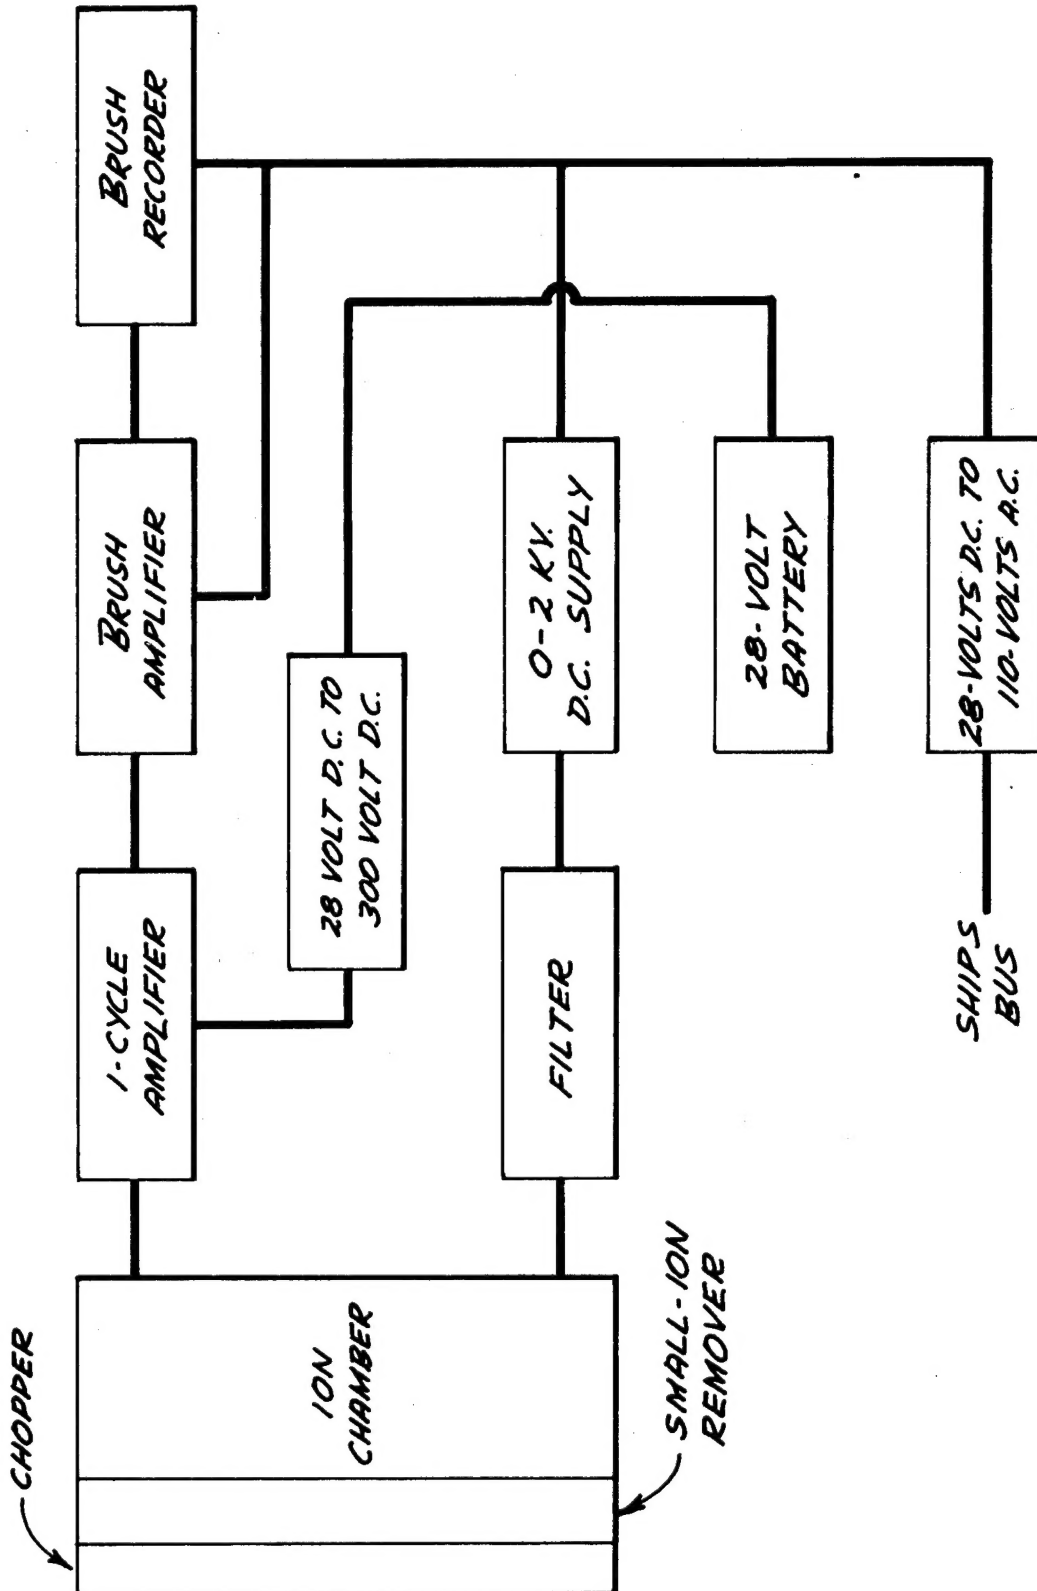 CHOPPER
ION
CHAMBER
SMALL-ION
REMOVER
1-CYCLE
AMPLIFIER
BRUSH
AMPLIFIER
BRUSH
RECORDER
28 VOLT D.C. TO
300 VOLT D.C.
FILTER
0-2 KV.
D.C. SUPPLY
28-VOLT
BATTERY
SHIPS
BUS
28-VOLTS D.C. TO
110-VOLTS A.C.